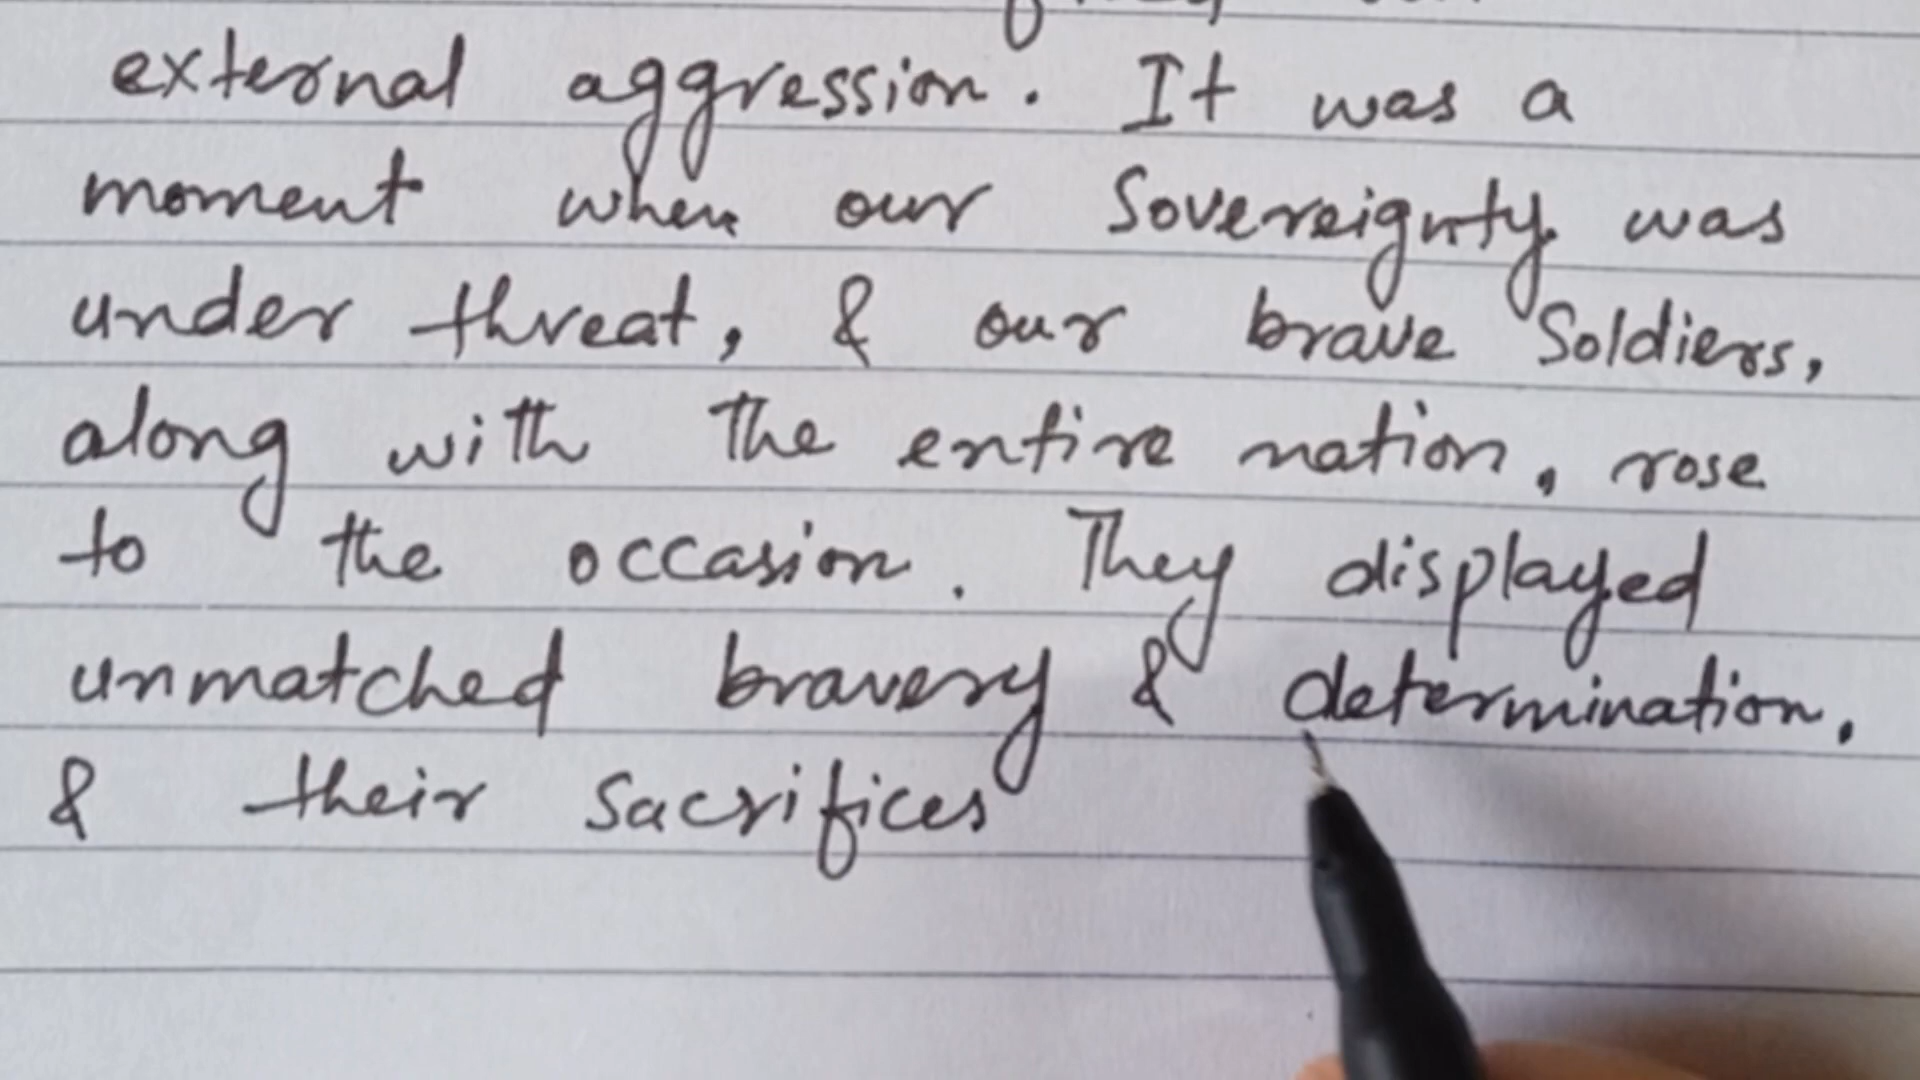 external aggression. It was a
moment when our Sovereignty was
under threat, & our brave Soldiers,
along with the entire nation, rose
to the occasion. They displayed
unmatched bravery & determination,
& their Sacrifices